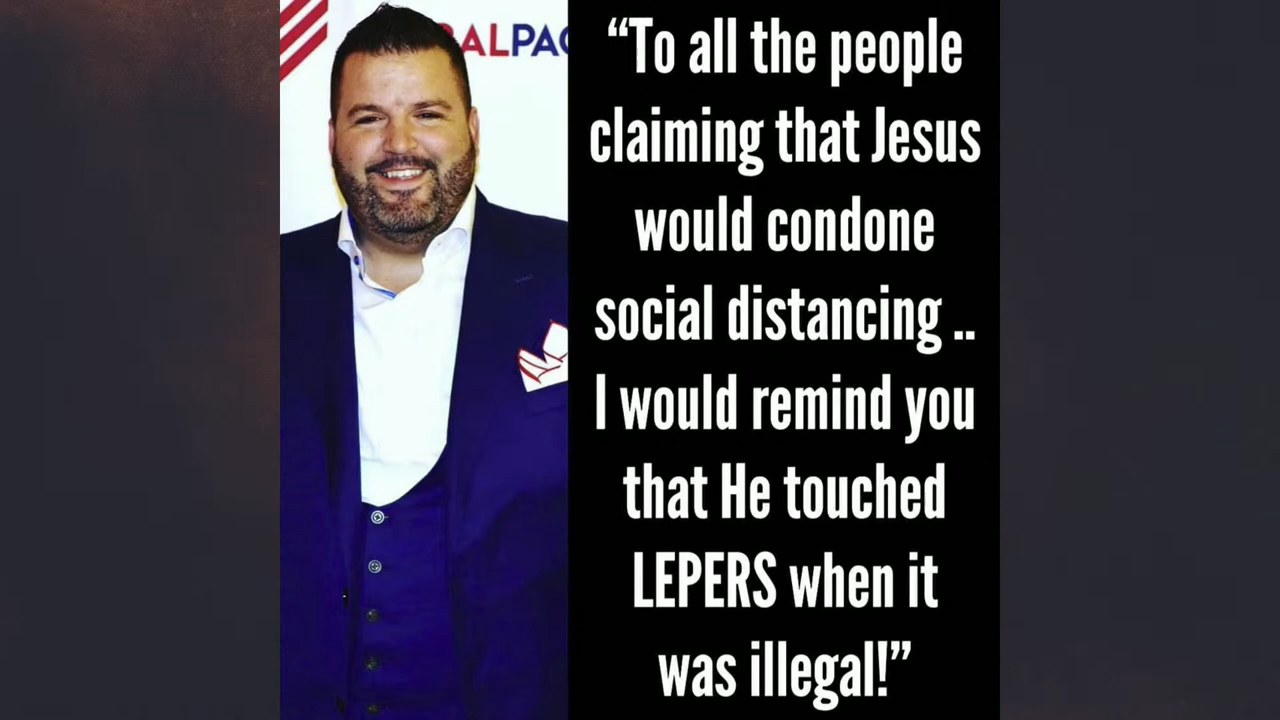 RALPAC
“To all the people
claiming that Jesus
would condone
social distancing ..
I would remind you
that He touched
LEPERS when it
was illegal!”